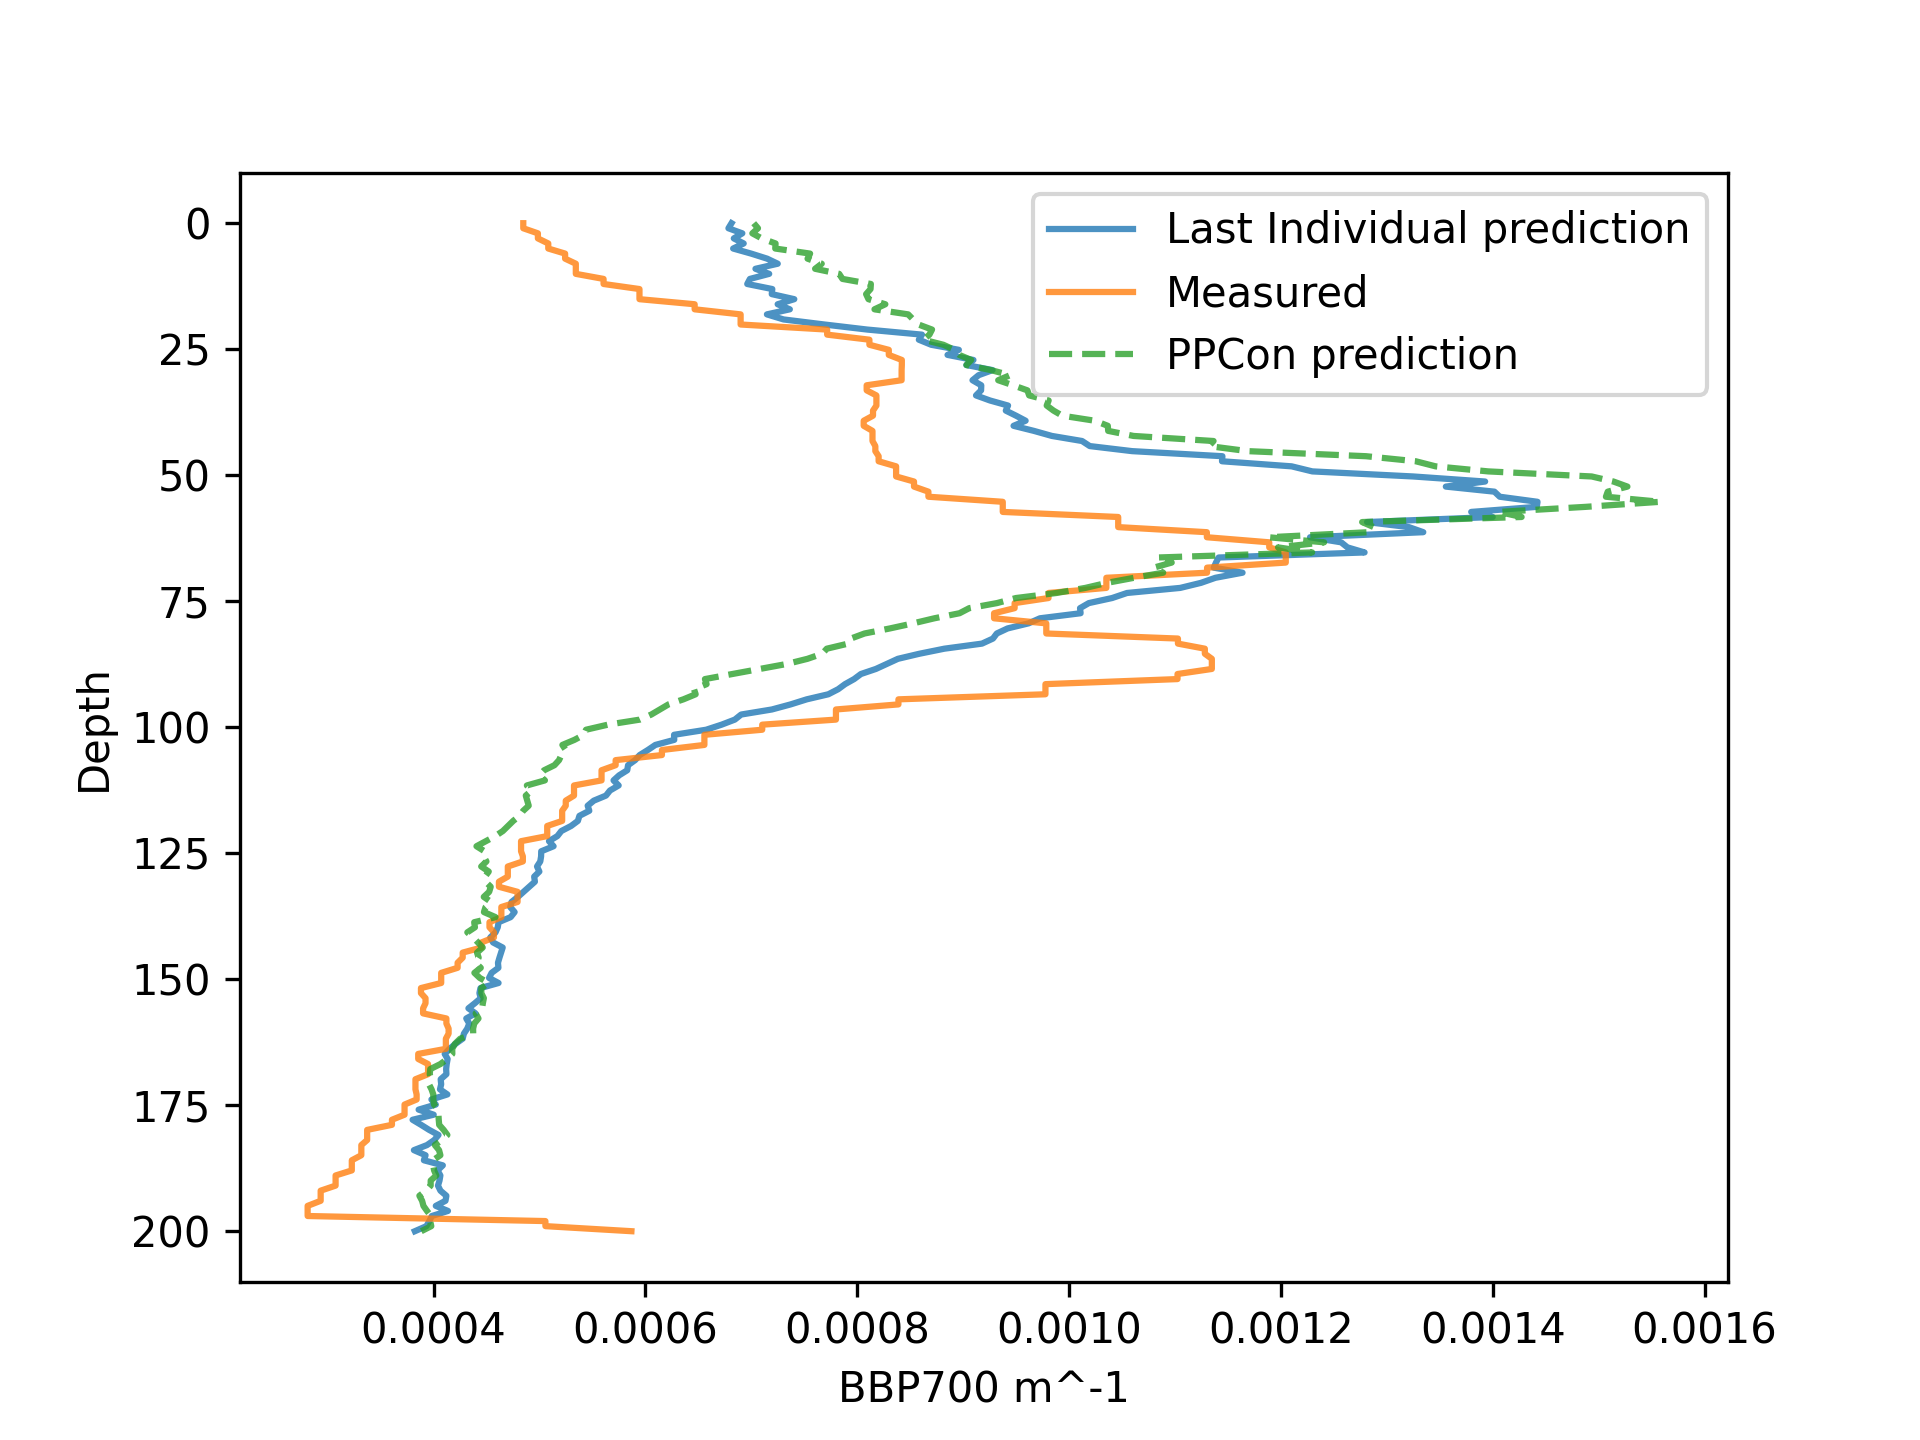 Last Individual prediction
Measured
PPCon prediction
0
25
50
75
100
125
150
175
200
Depth
0.0004 0.0006 0.0008 0.0010 0.0012 0.0014 0.0016
BBP700 m^-1